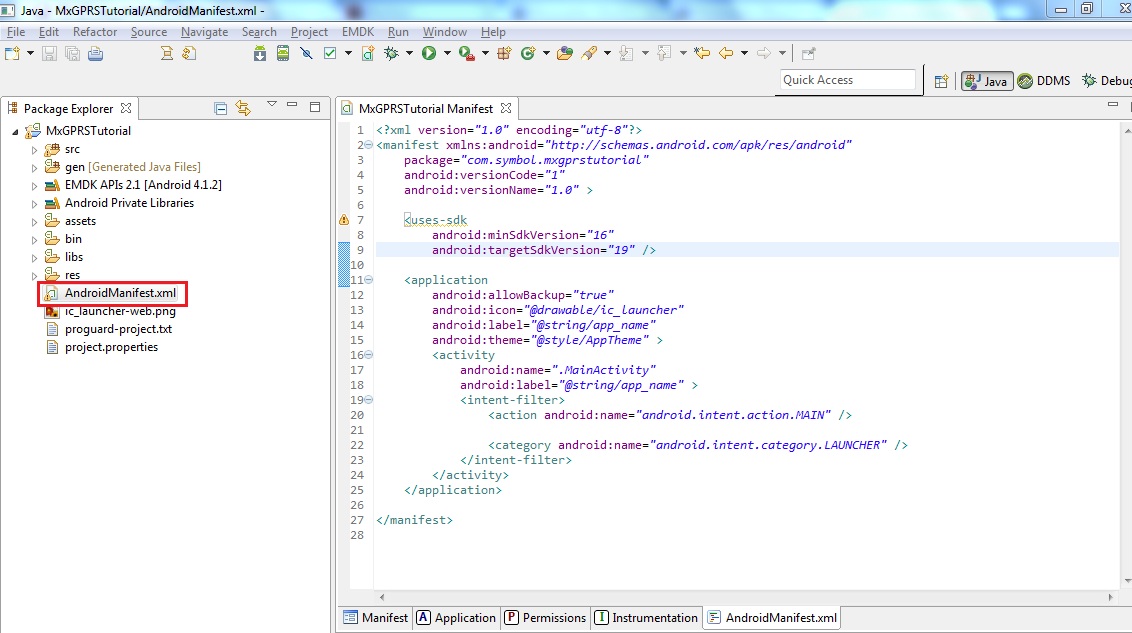 Java - MxGPRSTutorial/AndroidManifest.xml -
File Edit Refactor Source Navigate Search Project EMDK Run Window Help
Quick Access
Java
DDMS
Debu
Package Explorer
MxGPRSTutorial
src
gen [Generated Java Files]
EMDK APIs 2.1 [Android 4.1.2]
Android Private Libraries
assets
bin
libs
res
AndroidManifest.xml
ic_launcher-web.png
proguard-project.txt
project.properties
MxGPRSTutorial Manifest
1 <?xml version="1.0" encoding="utf-8"?>
2 <manifest xmlns:android="http://schemas.android.com/apk/res/android"
3 package="com.symbol.mxgprstutorial"
4 android:versionCode="1"
5 android:versionName="1.0" >
6
7 <uses-sdk
8 android:minSdkVersion="16"
9 android:targetSdkVersion="19" />
10
11 <application
12 android:allowBackup="true"
13 android:icon="@drawable/ic_launcher"
14 android:label="@string/app_name"
15 android:theme="@style/AppTheme" >
16 <activity
17 android:name=".MainActivity"
18 android:label="@string/app_name" >
19 <intent-filter>
20 <action android:name="android.intent.action.MAIN" />
21
22 <category android:name="android.intent.category.LAUNCHER" />
23 </intent-filter>
24 </activity>
25 </application>
26
27 </manifest>
28
Manifest
A Application
P Permissions
I Instrumentation
AndroidManifest.xml